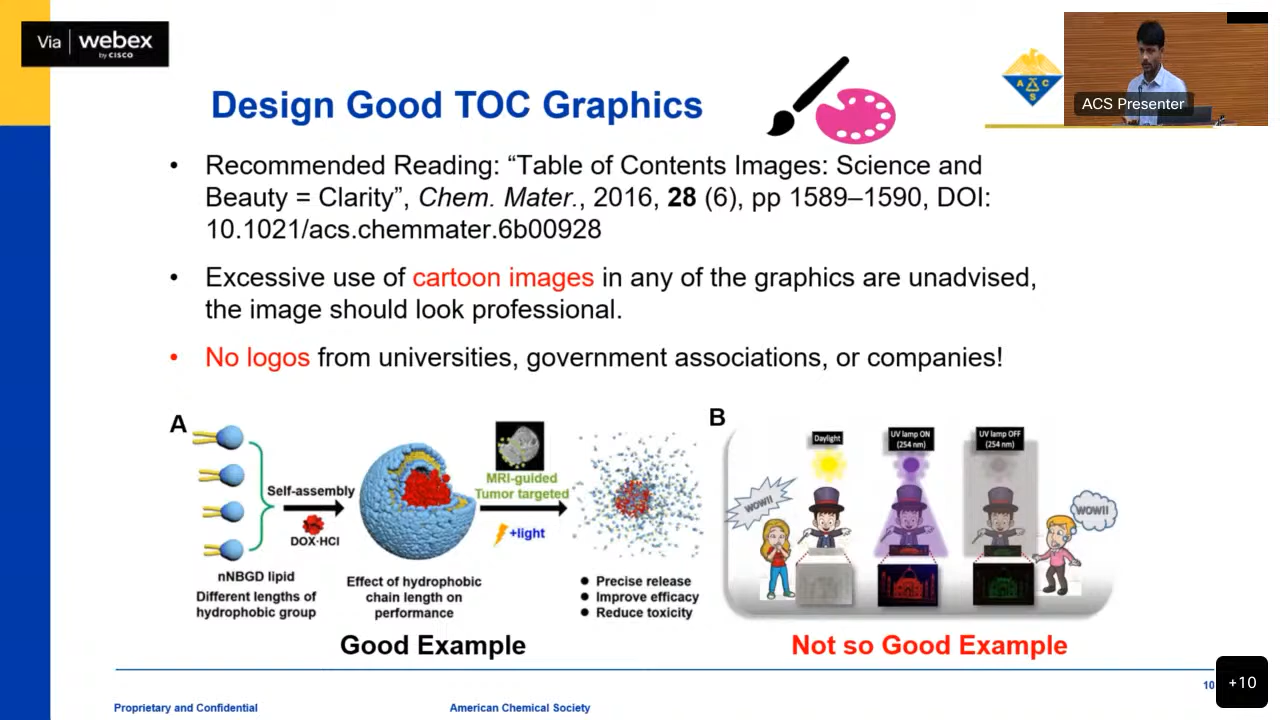 Via webex
by CISCO
Design Good TOC Graphics
A C
S
ACS Presenter
• Recommended Reading: “Table of Contents Images: Science and
Beauty = Clarity”, Chem. Mater., 2016, 28 (6), pp 1589–1590, DOI:
10.1021/acs.chemmater.6b00928
• Excessive use of cartoon images in any of the graphics are unadvised,
the image should look professional.
• No logos from universities, government associations, or companies!
A
Self-assembly
DOX·HCl
nNBGD lipid
Different lengths of
hydrophobic group
Effect of hydrophobic
chain length on
performance
MRI-guided
Tumor targeted
+light
● Precise release
● Improve efficacy
● Reduce toxicity
Good Example
B
Daylight
UV lamp ON
(254 nm)
UV lamp OFF
(254 nm)
WOW!!
WOW!!
Not so Good Example
10
+10
Proprietary and Confidential
American Chemical Society